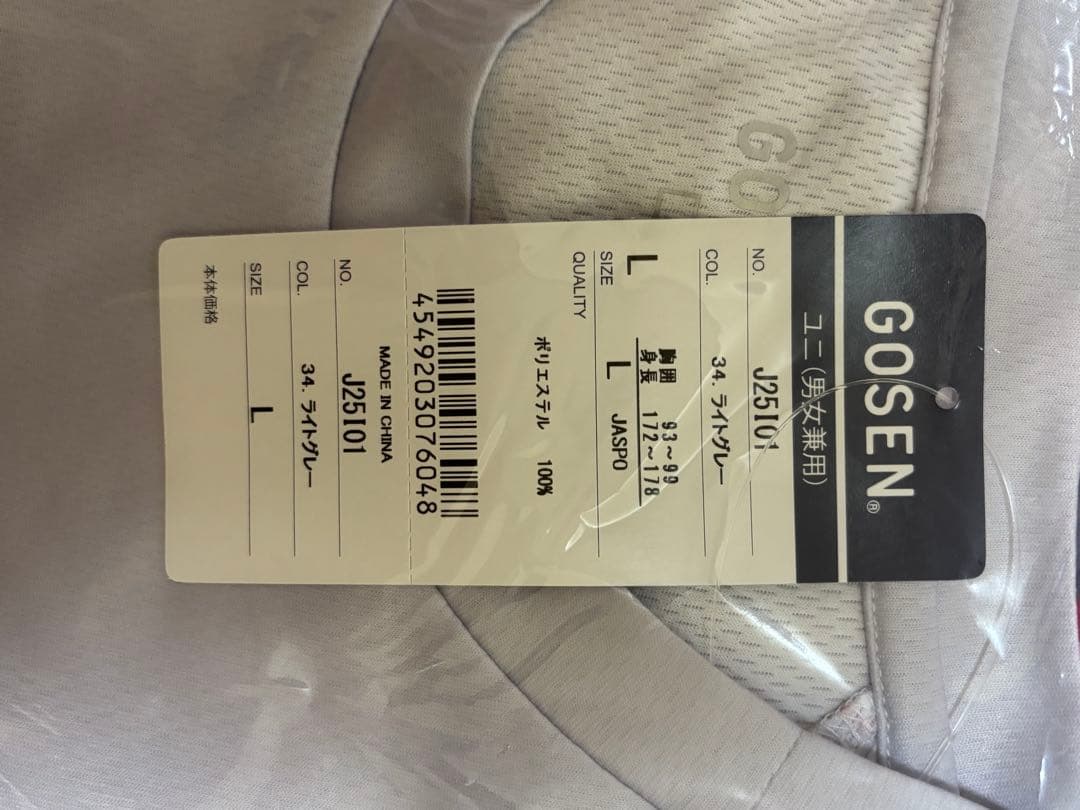 GO
GOSEN®
ユニ(男女兼用)
NO. J25I01
COL. 34. ライトグレー
SIZE
L 胸囲 93~99
身長 172~178
L JASPO
QUALITY
ポリエステル 100%
4549203076048
MADE IN CHINA
NO. J25I01
COL. 34. ライトグレー
SIZE L
本体価格